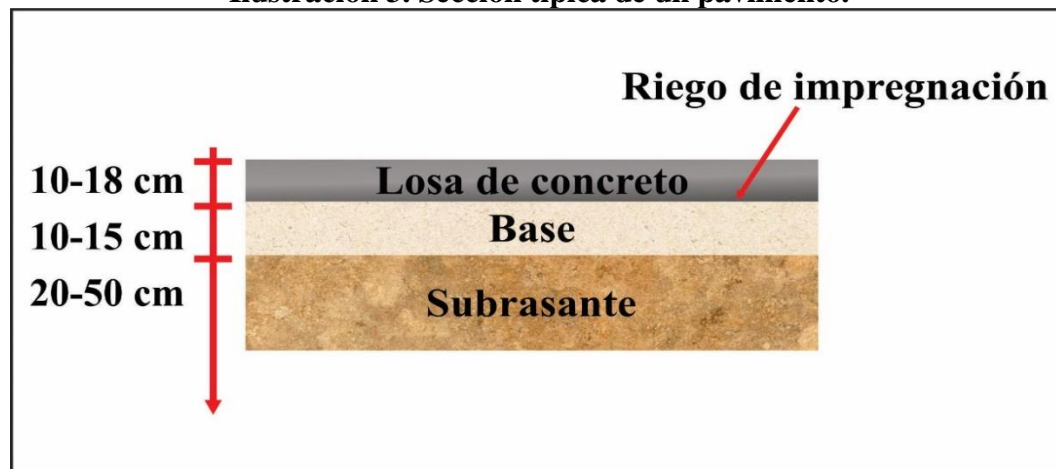 Ilustración 3. Sección típica de un pavimento.
Riego de impregnación
10-18 cm
Losa de concreto
10-15 cm
Base
20-50 cm
Subrasante